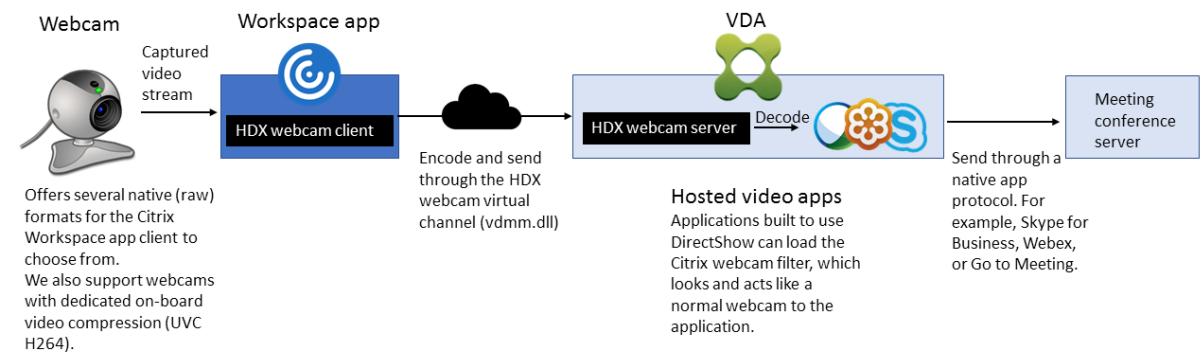 Webcam
Captured
video
stream
Offers several native (raw)
formats for the Citrix
Workspace app client to
choose from.
We also support webcams
with dedicated on-board
video compression (UVC
H264).
Workspace app
HDX webcam client
Encode and send
through the HDX
webcam virtual
channel (vdmm.dll)
VDA
HDX webcam server
Decode
S
Hosted video apps
Applications built to use
DirectShow can load the
Citrix webcam filter, which
looks and acts like a
normal webcam to the
application.
Send through a
native app
protocol. For
example, Skype for
Business, Webex,
or Go to Meeting.
Meeting
conference
server